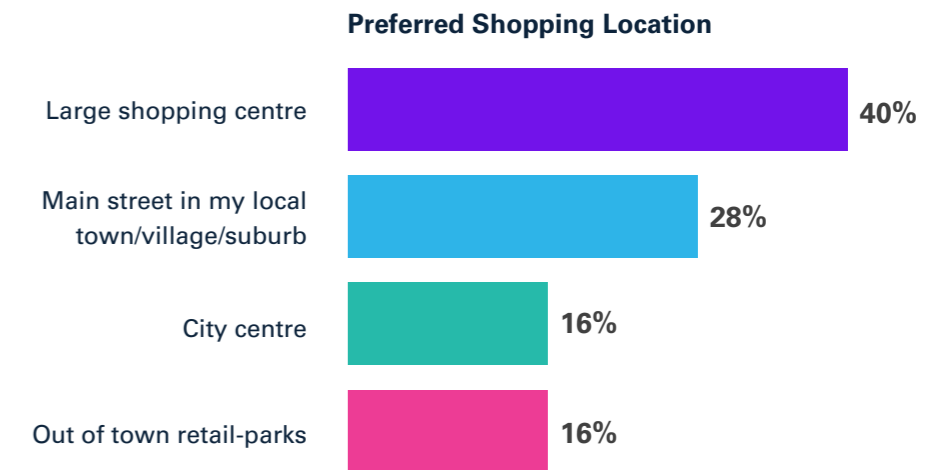 Preferred Shopping Location
Large shopping centre
40%
Main street in my local
town/village/suburb
28%
City centre
16%
Out of town retail-parks
16%